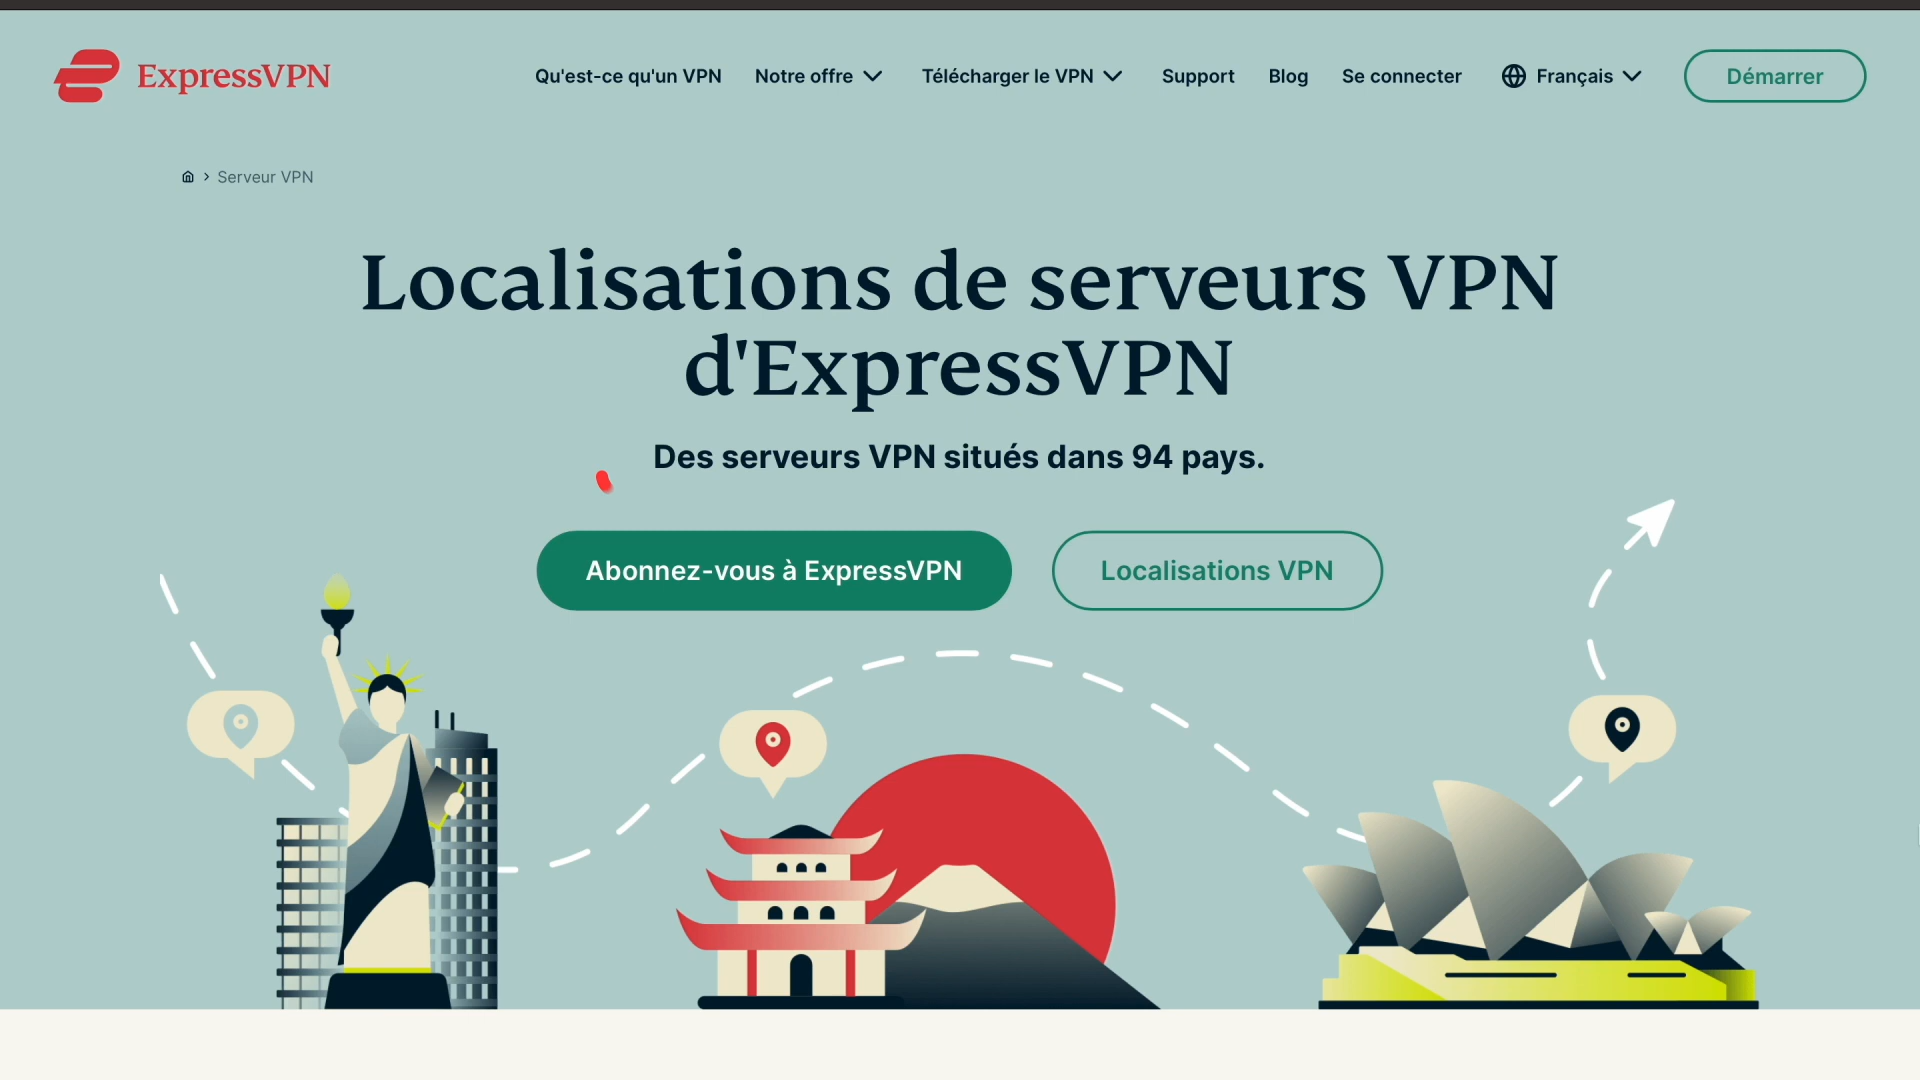 ExpressVPN
Qu'est-ce qu'un VPN
Notre offre
Télécharger le VPN
Support
Blog
Se connecter
Français
Démarrer
Serveur VPN
Localisations de serveurs VPN
d'ExpressVPN
Des serveurs VPN situés dans 94 pays.
Abonnez-vous à ExpressVPN
Localisations VPN